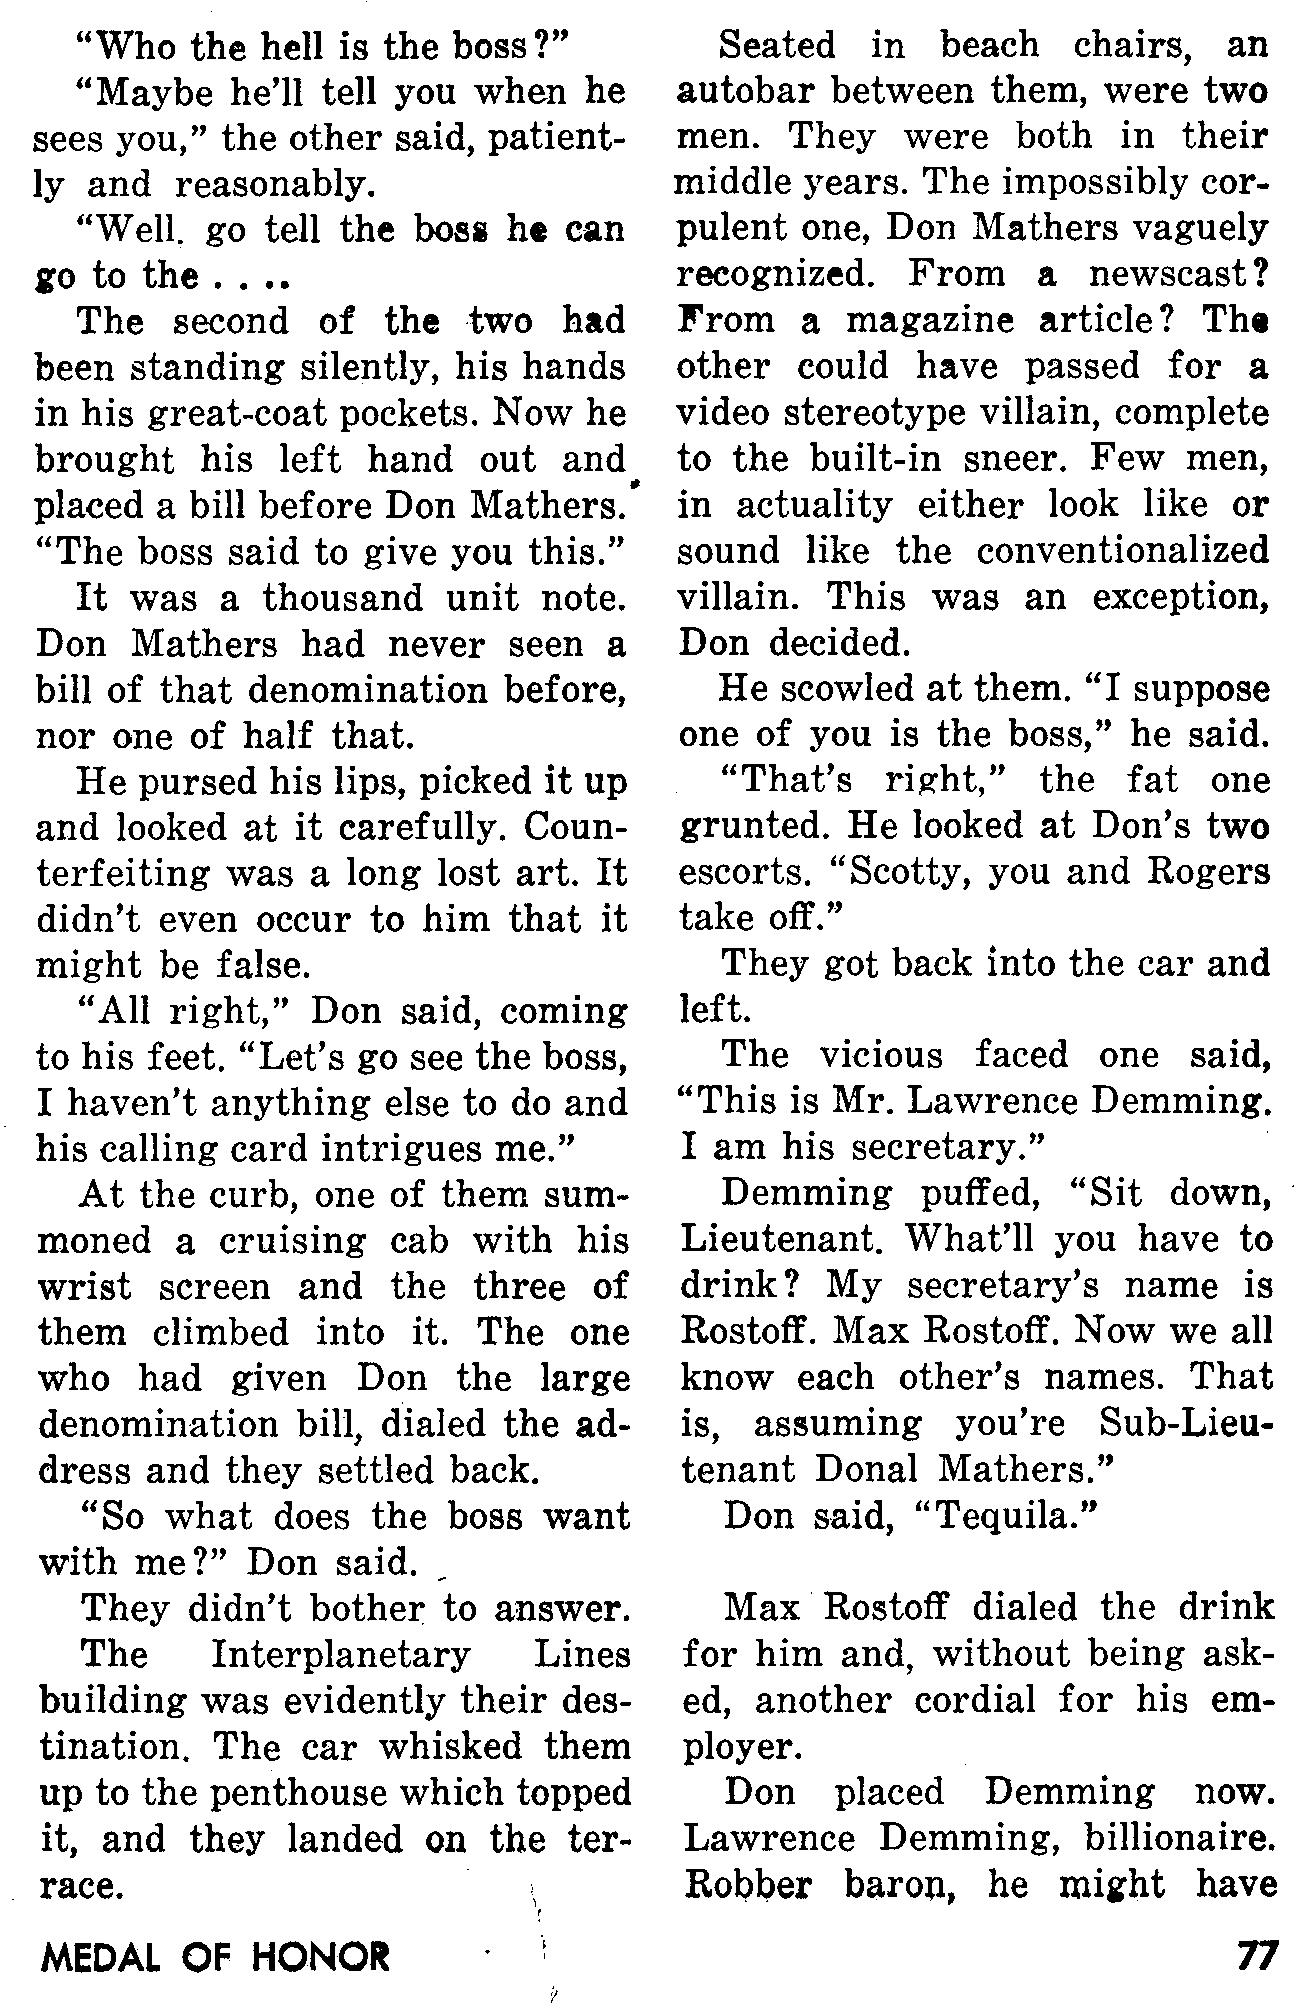 “Who the hell is the boss?”
“Maybe he’ll tell you when he
sees you,” the other said, patient-
ly and reasonably.
“Well. go tell the boss he can
go to the . . . .
The second of the two had
been standing silently, his hands
in his great-coat pockets. Now he
brought his left hand out and
placed a bill before Don Mathers.
“The boss said to give you this.”
It was a thousand unit note.
Don Mathers had never seen a
bill of that denomination before,
nor one of half that.
He pursed his lips, picked it up
and looked at it carefully. Coun-
terfeiting was a long lost art. It
didn’t even occur to him that it
might be false.
“All right,” Don said, coming
to his feet. “Let’s go see the boss,
I haven’t anything else to do and
his calling card intrigues me.”
At the curb, one of them sum-
moned a cruising cab with his
wrist screen and the three of
them climbed into it. The one
who had given Don the large
denomination bill, dialed the ad-
dress and they settled back.
“So what does the boss want
with me?” Don said.
They didn’t bother to answer.
The Interplanetary Lines
building was evidently their des-
tination. The car whisked them
up to the penthouse which topped
it, and they landed on the ter-
race.
Seated in beach chairs, an
autobar between them, were two
men. They were both in their
middle years. The impossibly cor-
pulent one, Don Mathers vaguely
recognized. From a newscast?
From a magazine article? The
other could have passed for a
video stereotype villain, complete
to the built-in sneer. Few men,
in actuality either look like or
sound like the conventionalized
villain. This was an exception,
Don decided.
He scowled at them. “I suppose
one of you is the boss,” he said.
“That’s right,” the fat one
grunted. He looked at Don’s two
escorts. “Scotty, you and Rogers
take off.”
They got back into the car and
left.
The vicious faced one said,
“This is Mr. Lawrence Demming.
I am his secretary.”
Demming puffed, “Sit down,
Lieutenant. What’ll you have to
drink? My secretary’s name is
Rostoff. Max Rostoff. Now we all
know each other’s names. That
is, assuming you’re Sub-Lieu-
tenant Donal Mathers.”
Don said, “Tequila.”
Max Rostoff dialed the drink
for him and, without being ask-
ed, another cordial for his em-
ployer.
Don placed Demming now.
Lawrence Demming, billionaire.
Robber baron, he might have
MEDAL OF HONOR
77